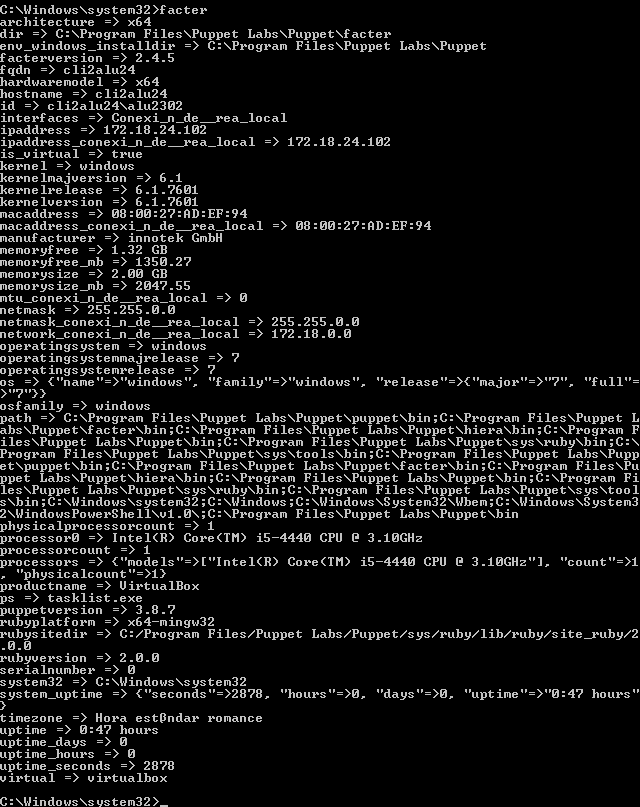 C:\Windows\system32>facter
architecture => x64
dir => C:\Program Files\Puppet Labs\Puppet\facter
env_windows_installdir => C:\Program Files\Puppet Labs\Puppet
facterversion => 2.4.5
fqdn => cli2alu24
hardwaremodel => x64
hostname => cli2alu24
id => cli2alu24\alu2302
interfaces => Conexi_n_de__rea_local
ipaddress => 172.18.24.102
ipaddress_conexi_n_de__rea_local => 172.18.24.102
is_virtual => true
kernel => windows
kernelmajversion => 6.1
kernelrelease => 6.1.7601
kernelversion => 6.1.7601
macaddress => 08:00:27:AD:EF:94
macaddress_conexi_n_de__rea_local => 08:00:27:AD:EF:94
manufacturer => innotek GmbH
memoryfree => 1.32 GB
memoryfree_mb => 1350.27
memorysize => 2.00 GB
memorysize_mb => 2047.55
mtu_conexi_n_de__rea_local => 0
netmask => 255.255.0.0
netmask_conexi_n_de__rea_local => 255.255.0.0
network_conexi_n_de__rea_local => 172.18.0.0
operatingsystem => windows
operatingsystemmajrelease => 7
operatingsystemrelease => 7
os => {"name"=>"windows", "family"=>"windows", "release"=>{"major"=>"7", "full"=
>"7"}}
osfamily => windows
path => C:\Program Files\Puppet Labs\Puppet\puppet\bin;C:\Program Files\Puppet L
abs\Puppet\facter\bin;C:\Program Files\Puppet Labs\Puppet\hiera\bin;C:\Program F
iles\Puppet Labs\Puppet\bin;C:\Program Files\Puppet Labs\Puppet\sys\ruby\bin;C:\
Program Files\Puppet Labs\Puppet\sys\tools\bin;C:\Program Files\Puppet Labs\Pupp
et\puppet\bin;C:\Program Files\Puppet Labs\Puppet\facter\bin;C:\Program Files\Pu
ppet Labs\Puppet\hiera\bin;C:\Program Files\Puppet Labs\Puppet\bin;C:\Program Fi
les\Puppet Labs\Puppet\sys\ruby\bin;C:\Program Files\Puppet Labs\Puppet\sys\tool
s\bin;C:\Windows\system32;C:\Windows;C:\Windows\System32\Wbem;C:\Windows\System3
2\WindowsPowerShell\v1.0\;C:\Program Files\Puppet Labs\Puppet\bin
physicalprocessorcount => 1
processor0 => Intel(R) Core(TM) i5-4440 CPU @ 3.10GHz
processorcount => 1
processors => {"models"=>["Intel(R) Core(TM) i5-4440 CPU @ 3.10GHz"], "count"=>1
, "physicalcount"=>1}
productname => VirtualBox
ps => tasklist.exe
puppetversion => 3.8.7
rubyplatform => x64-mingw32
rubysitedir => C:/Program Files/Puppet Labs/Puppet/sys/ruby/lib/ruby/site_ruby/2
.0.0
rubyversion => 2.0.0
serialnumber => 0
system32 => C:\Windows\system32
system_uptime => {"seconds"=>2878, "hours"=>0, "days"=>0, "uptime"=>"0:47 hours"
}
timezone => Hora estßndar romance
uptime => 0:47 hours
uptime_days => 0
uptime_hours => 0
uptime_seconds => 2878
virtual => virtualbox
C:\Windows\system32>_